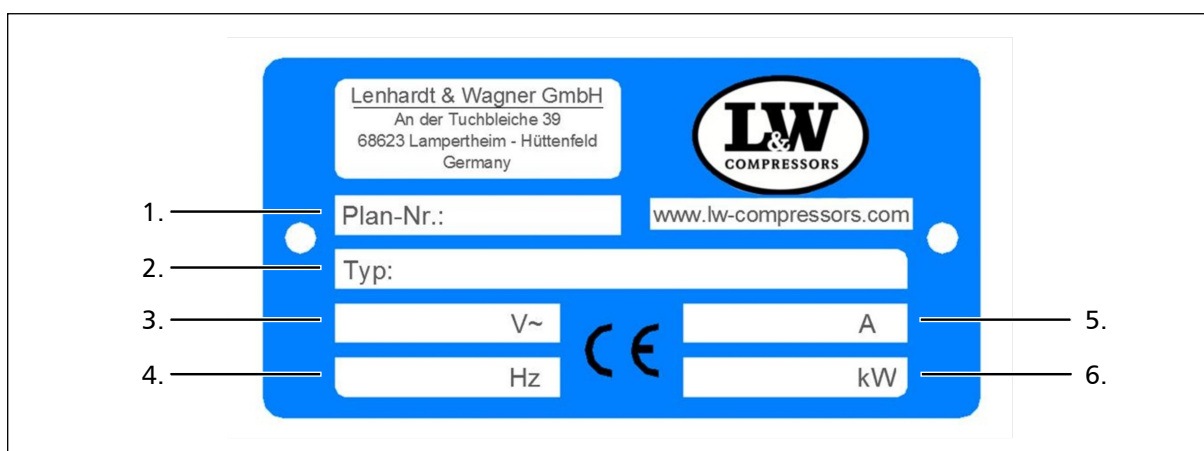 Lenhardt & Wagner GmbH
An der Tuchbleiche 39
68623 Lampertheim - Hüttenfeld
Germany
L&W
COMPRESSORS
1.
Plan-Nr.:
www.lw-compressors.com
2.
Typ:
3.
V~
CE
A
5.
4.
Hz
kW
6.